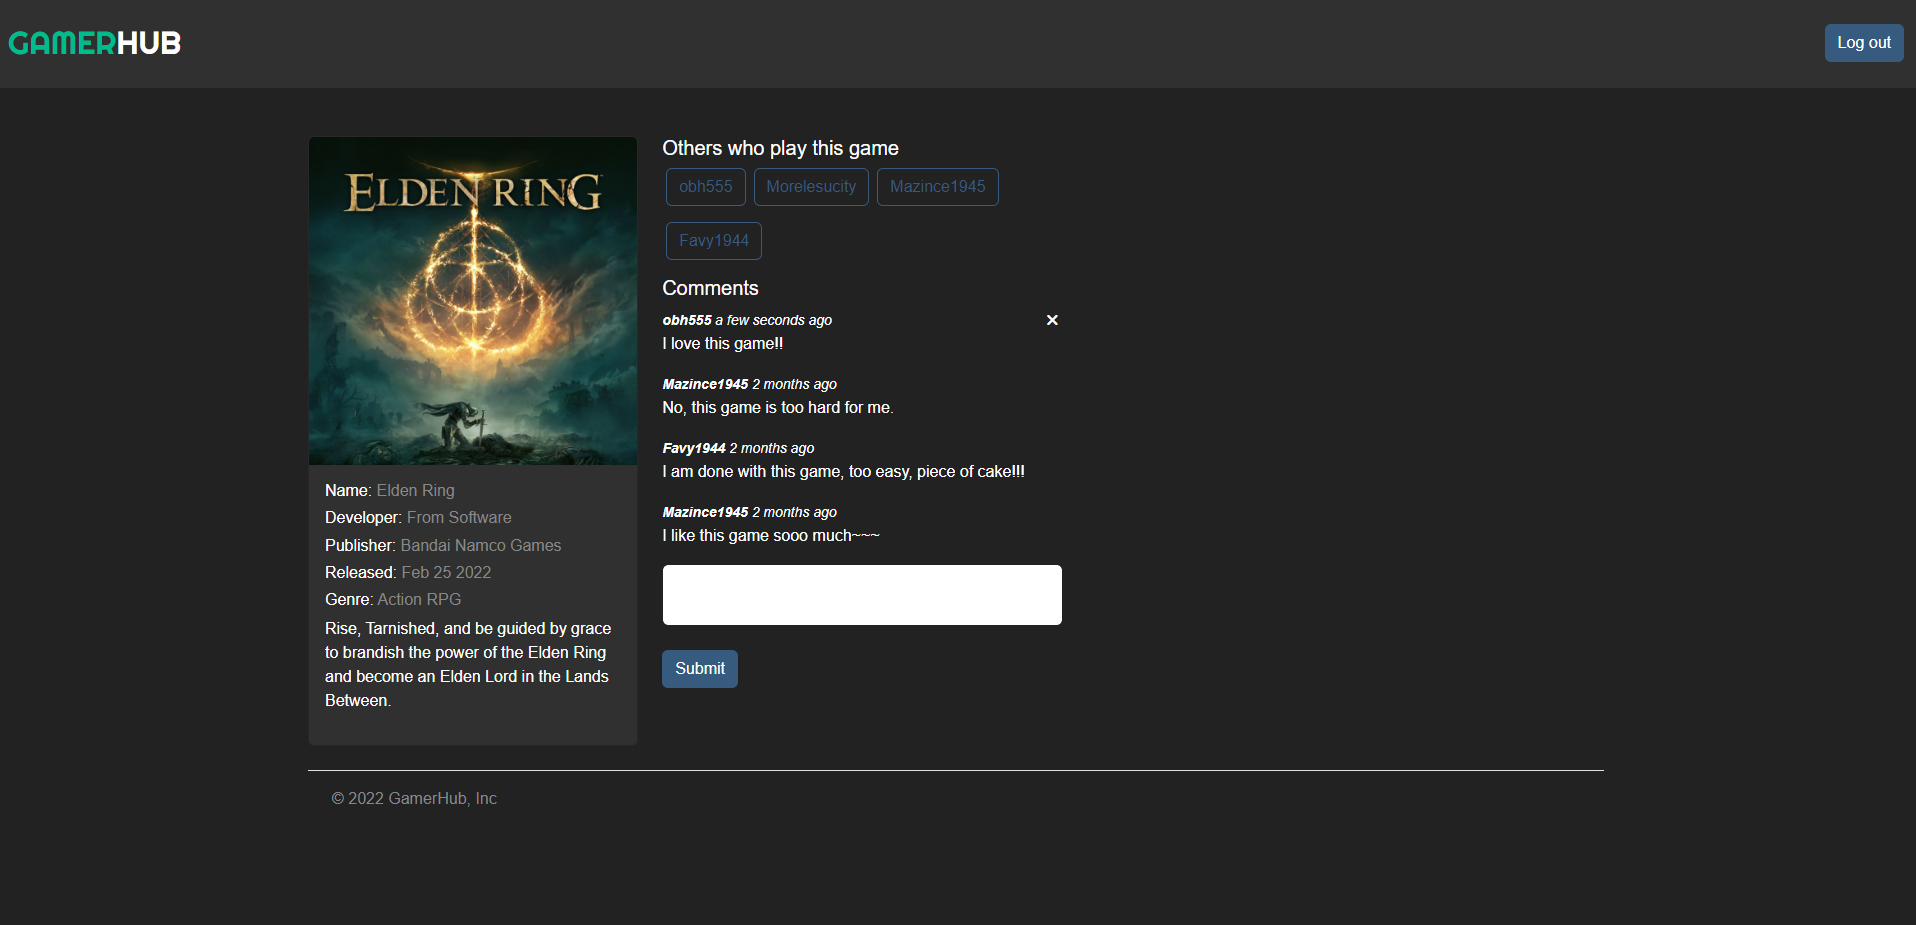 GAMERHUB
Log out
ELDEN RING
Name: Elden Ring
Developer: From Software
Publisher: Bandai Namco Games
Released: Feb 25 2022
Genre: Action RPG
Rise, Tarnished, and be guided by grace
to brandish the power of the Elden Ring
and become an Elden Lord in the Lands
Between.
Others who play this game
obh555 Morelesucity Mazince1945
Favy1944
Comments
obh555 a few seconds ago
I love this game!!
Mazince1945 2 months ago
No, this game is too hard for me.
Favy1944 2 months ago
I am done with this game, too easy, piece of cake!!!
Mazince1945 2 months ago
I like this game sooo much~~~
Submit
© 2022 GamerHub, Inc